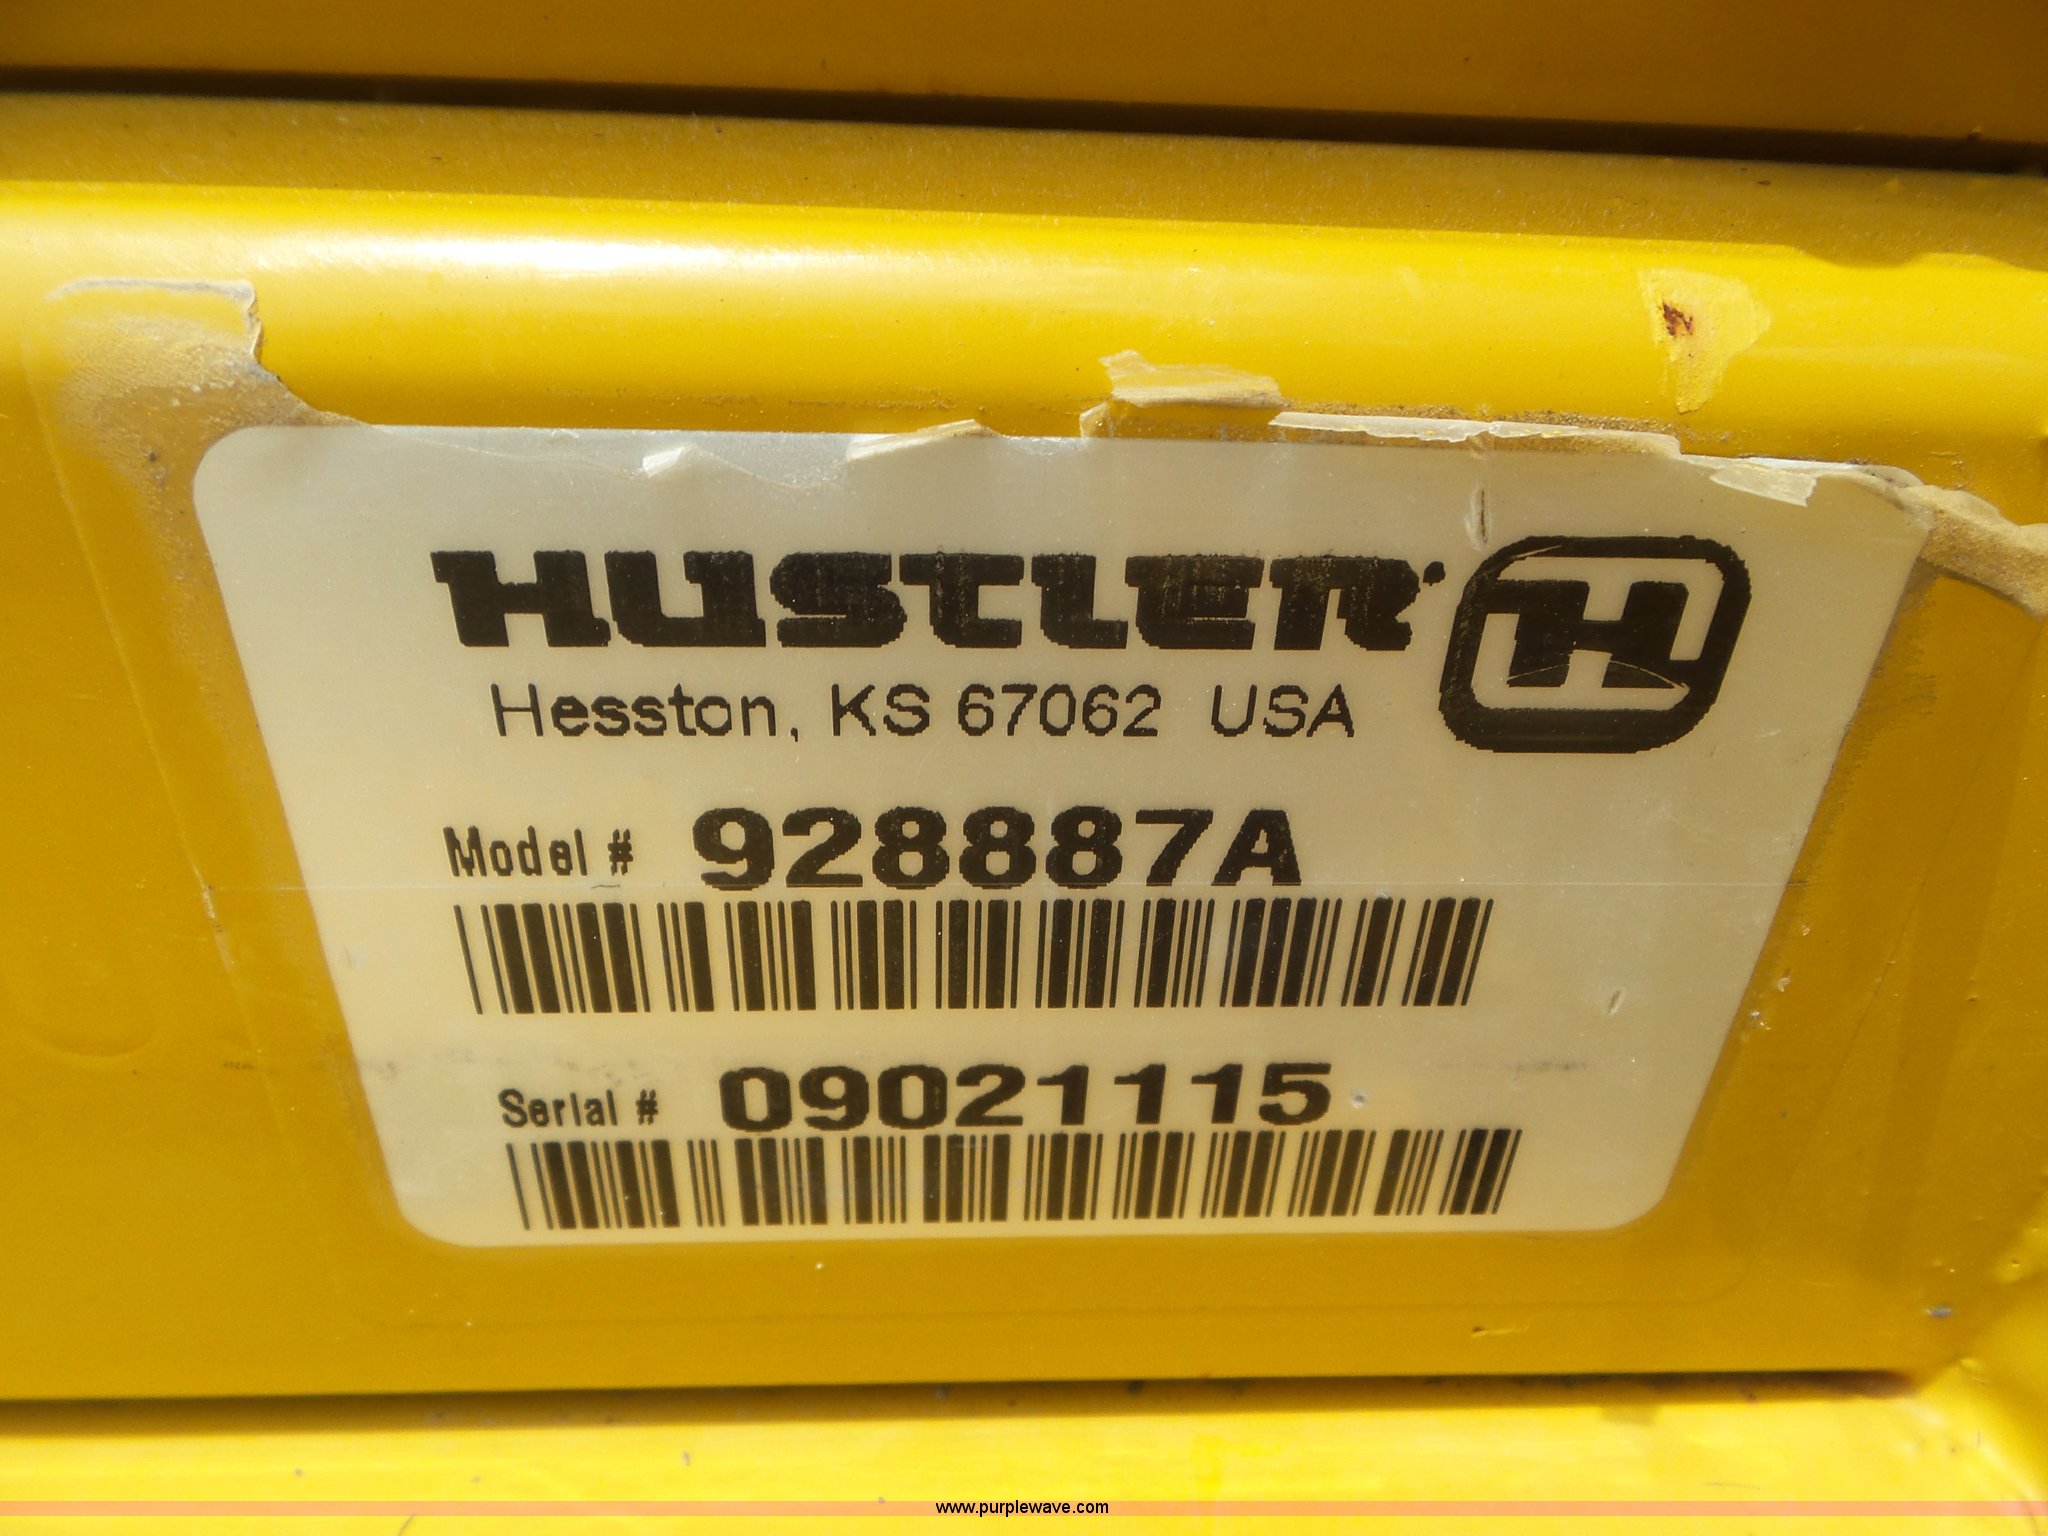 HUSTLER
H
Hesston, KS 67062 USA
Model # 928887A
Serial # 09021115
www.purplewave.com